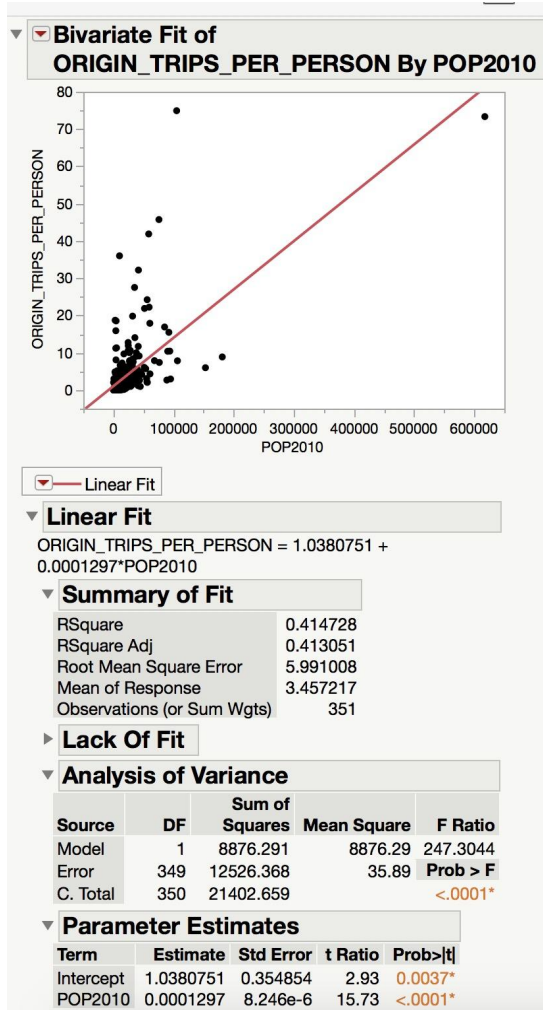 Bivariate Fit of
ORIGIN_TRIPS_PER_PERSON By POP2010
80
70
60
50
40
30
20
10
0
ORIGIN_TRIPS_PER_PERSON
0 100000 200000 300000 400000 500000 600000
POP2010
Linear Fit
Linear Fit
ORIGIN_TRIPS_PER_PERSON = 1.0380751 +
0.0001297*POP2010
Summary of Fit
RSquare 0.414728
RSquare Adj 0.413051
Root Mean Square Error 5.991008
Mean of Response 3.457217
Observations (or Sum Wgts) 351
Lack Of Fit
Analysis of Variance
Sum of
Source DF Squares Mean Square F Ratio
Model 1 8876.291 8876.29 247.3044
Error 349 12526.368 35.89 Prob > F
C. Total 350 21402.659 <.0001*
Parameter Estimates
Term Estimate Std Error t Ratio Prob>|t|
Intercept 1.0380751 0.354854 2.93 0.0037*
POP2010 0.0001297 8.246e-6 15.73 <.0001*